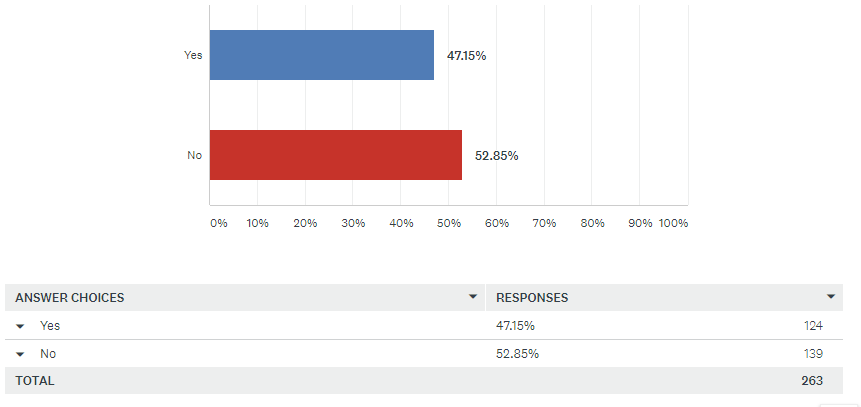 Yes 47.15%
No 52.85%
0% 10% 20% 30% 40% 50% 60% 70% 80% 90% 100%
ANSWER CHOICES RESPONSES
Yes 47.15% 124
No 52.85% 139
TOTAL 263